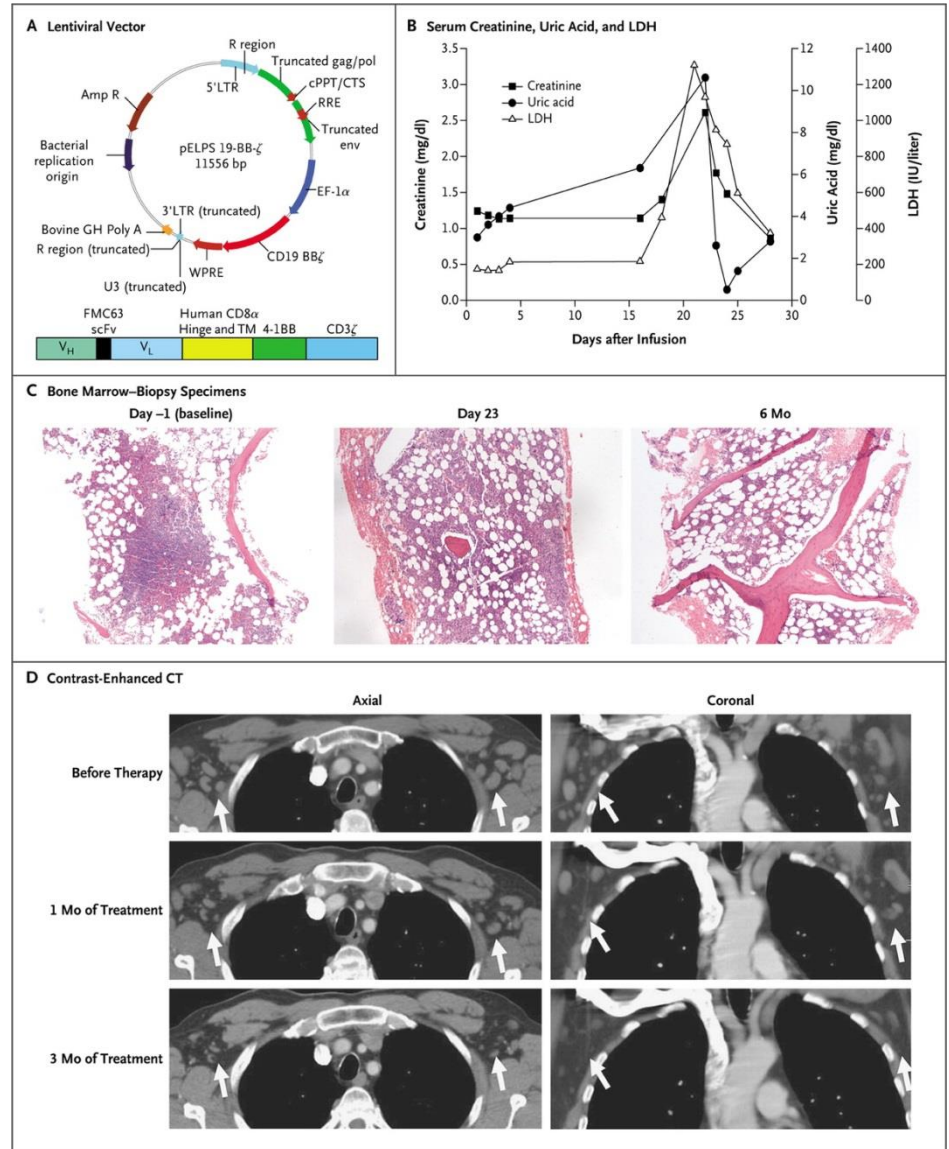 A Lentiviral Vector
R region
Truncated gag/pol
5'LTR
cPPT/CTS
RRE
Truncated
env
Amp R
pELPS 19-BB-ζ
11556 bp
Bacterial
replication
origin
EF-1α
3'LTR (truncated)
Bovine GH Poly A
R region (truncated)
CD19 BBζ
WPRE
U3 (truncated)
FMC63
scFv
Human CD8α
Hinge and TM
4-1BB
CD3ζ
VH
VL
B Serum Creatinine, Uric Acid, and LDH
Creatinine (mg/dl)
3.5
3.0
2.5
2.0
1.5
1.0
0.5
0.0
Creatinine
Uric acid
LDH
0 5 10 15 20 25 30
Days after Infusion
12
10
8
6
4
2
0
Uric Acid (mg/dl)
1400
1200
1000
800
600
400
200
0
LDH (IU/liter)
C Bone Marrow–Biopsy Specimens
Day –1 (baseline)
Day 23
6 Mo
D Contrast-Enhanced CT
Axial
Coronal
Before Therapy
1 Mo of Treatment
3 Mo of Treatment